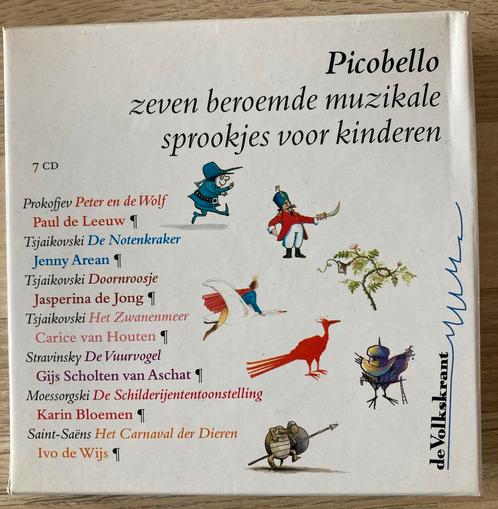 Picobello
zeven beroemde muzikale
sprookjes voor kinderen
7 CD
Prokofjev Peter en de Wolf
Paul de Leeuw ¶
Tsjaikovski De Notenkraker
Jenny Arean ¶
Tsjaikovski Doornroosje
Jasperina de Jong ¶
Tsjaikovski Het Zwanenmeer
Carice van Houten ¶
Stravinsky De Vuurvogel
Gijs Scholten van Aschat ¶
Moessorgski De Schilderijententoonstelling
Karin Bloemen ¶
Saint-Saëns Het Carnaval der Dieren
Ivo de Wijs ¶
de Volkskrant